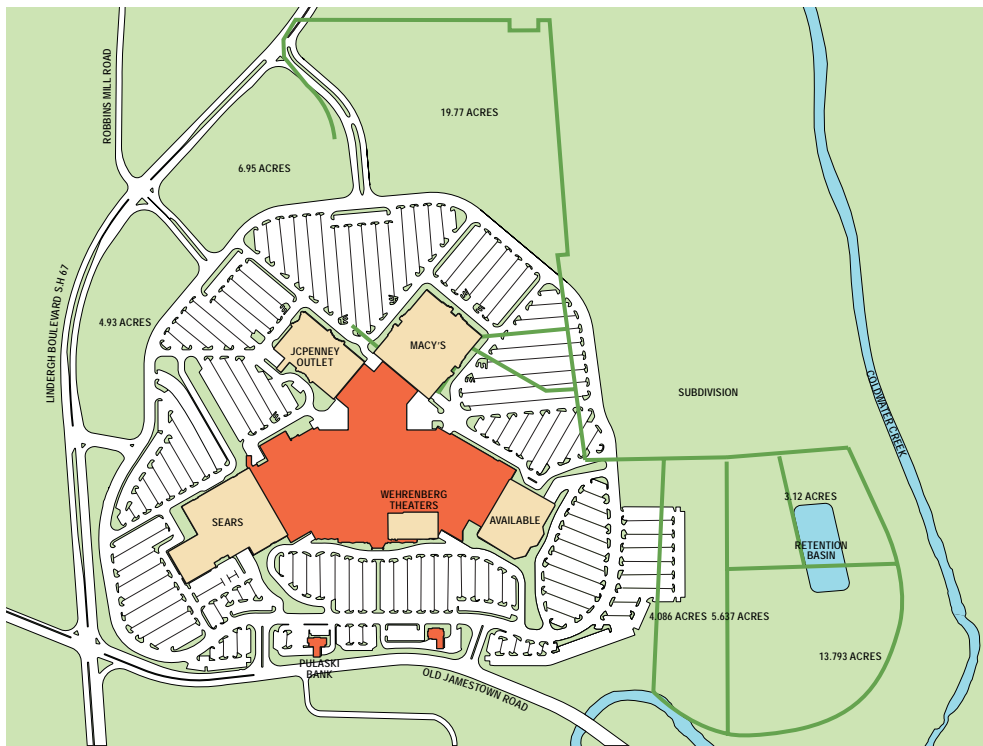 ROBBINS MILL ROAD
19.77 ACRES
6.95 ACRES
LINDERGH BOULEVARD S.H 67
4.93 ACRES
JCPENNEY
OUTLET
MACY'S
SUBDIVISION
COLDWATER CREEK
WEHRENBERG
THEATERS
SEARS
AVAILABLE
3.12 ACRES
RETENTION
BASIN
4.086 ACRES
5.637 ACRES
13.793 ACRES
PULASKI
BANK
OLD JAMESTOWN ROAD